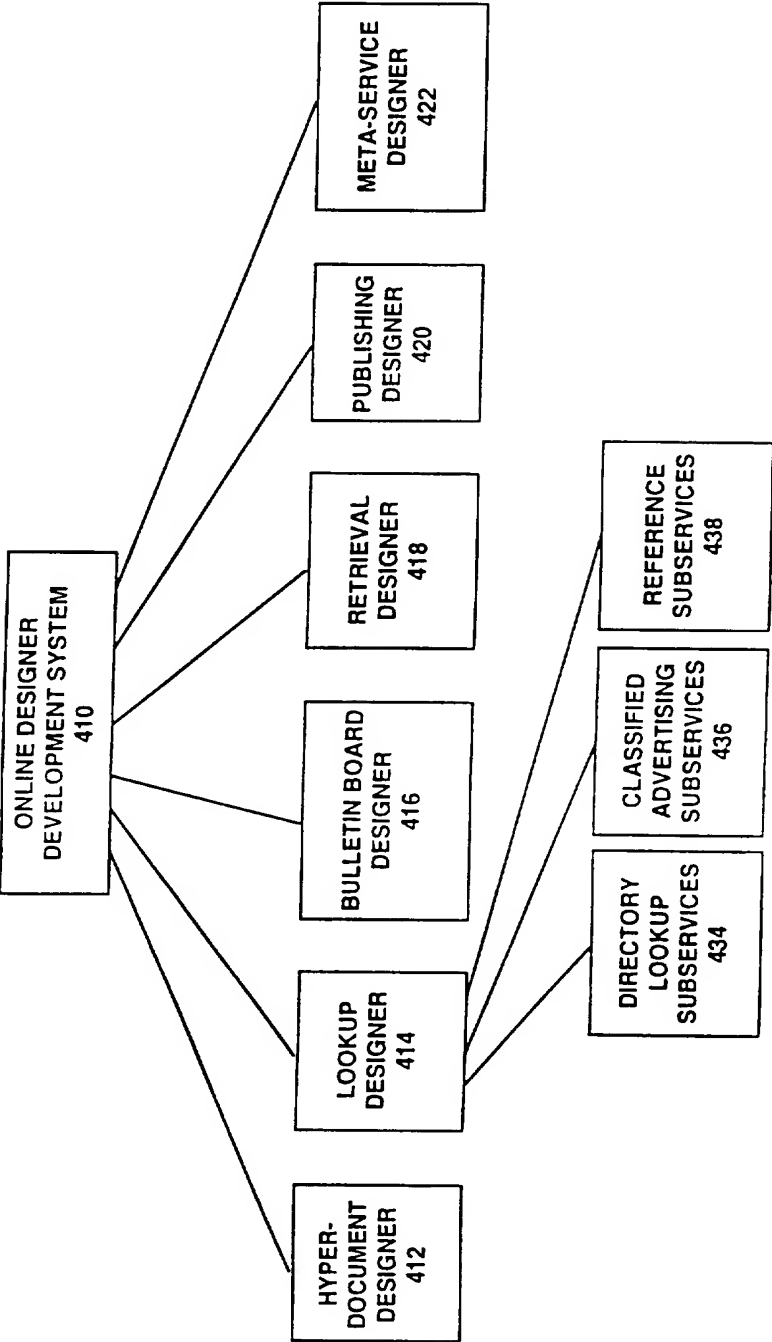 ONLINE DESIGNER
DEVELOPMENT SYSTEM
410
HYPER-
DOCUMENT
DESIGNER
412
LOOKUP
DESIGNER
414
BULLETIN BOARD
DESIGNER
416
RETRIEVAL
DESIGNER
418
PUBLISHING
DESIGNER
420
META-SERVICE
DESIGNER
422
DIRECTORY
LOOKUP
SUBSERVICES
434
CLASSIFIED
ADVERTISING
SUBSERVICES
436
REFERENCE
SUBSERVICES
438